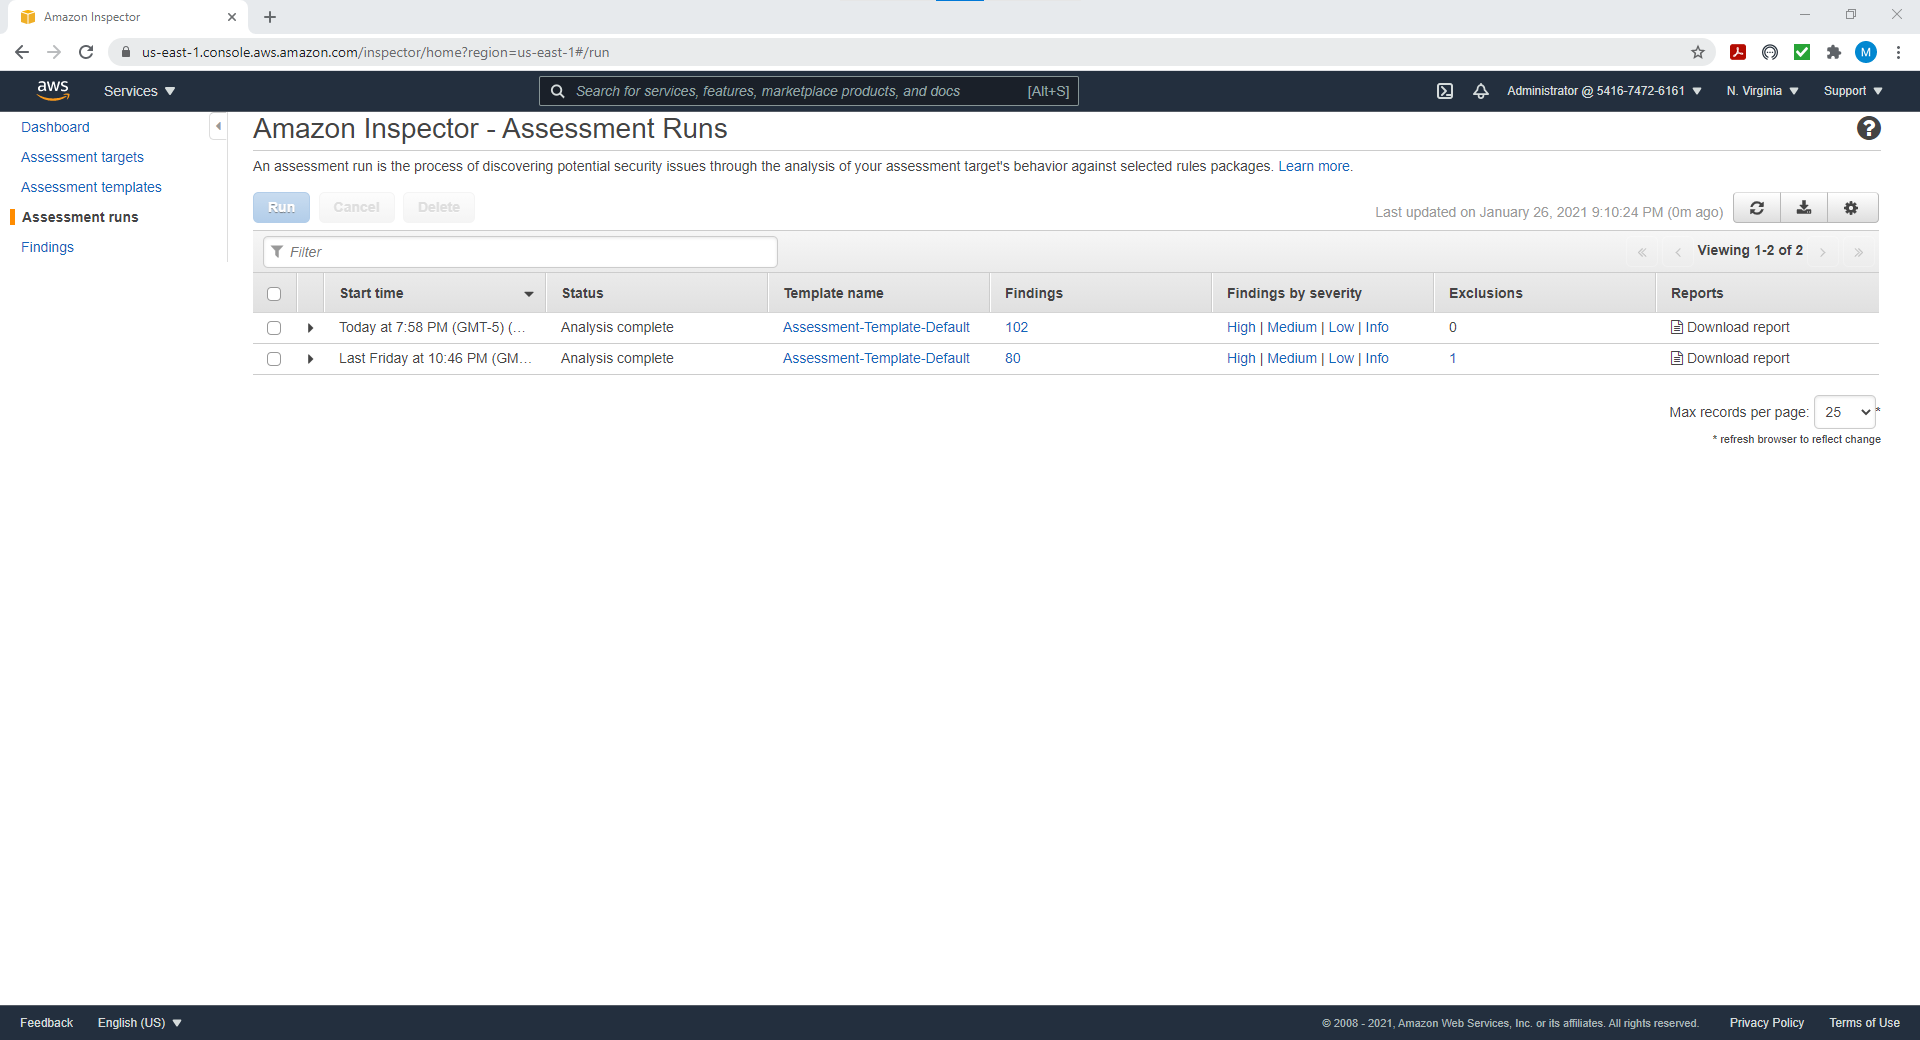 Amazon Inspector
us-east-1.console.aws.amazon.com/inspector/home?region=us-east-1#/run
M
aws Services Search for services, features, marketplace products, and docs [Alt+S] Administrator @ 5416-7472-6161 N. Virginia Support
Dashboard
Assessment targets
Assessment templates
Assessment runs
Findings
Amazon Inspector - Assessment Runs
?
An assessment run is the process of discovering potential security issues through the analysis of your assessment target's behavior against selected rules packages. Learn more.
Run Cancel Delete Last updated on January 26, 2021 9:10:24 PM (0m ago)
Filter « ‹ Viewing 1-2 of 2 › »
Start time Status Template name Findings Findings by severity Exclusions Reports
Today at 7:58 PM (GMT-5) (... Analysis complete Assessment-Template-Default 102 High | Medium | Low | Info 0 Download report
Last Friday at 10:46 PM (GM... Analysis complete Assessment-Template-Default 80 High | Medium | Low | Info 1 Download report
Max records per page: 25 *
* refresh browser to reflect change
Feedback English (US) © 2008 - 2021, Amazon Web Services, Inc. or its affiliates. All rights reserved. Privacy Policy Terms of Use